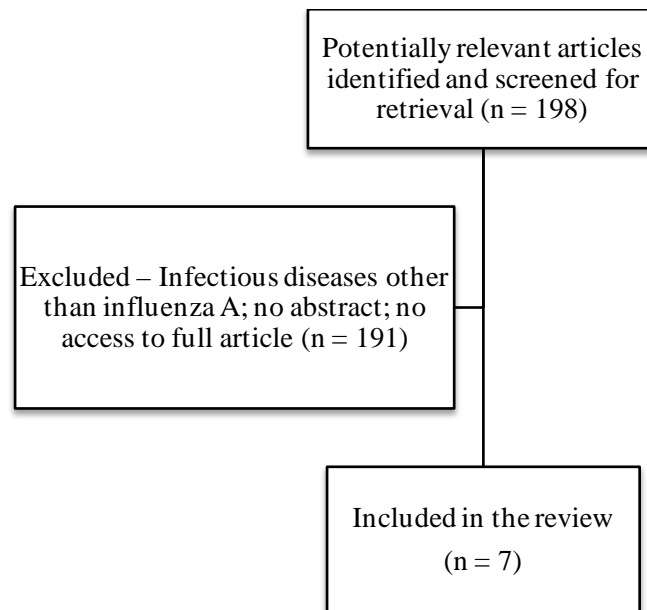 Potentially relevant articles
identified and screened for
retrieval (n = 198)
Excluded – Infectious diseases other
than influenza A; no abstract; no
access to full article (n = 191)
Included in the review
(n = 7)